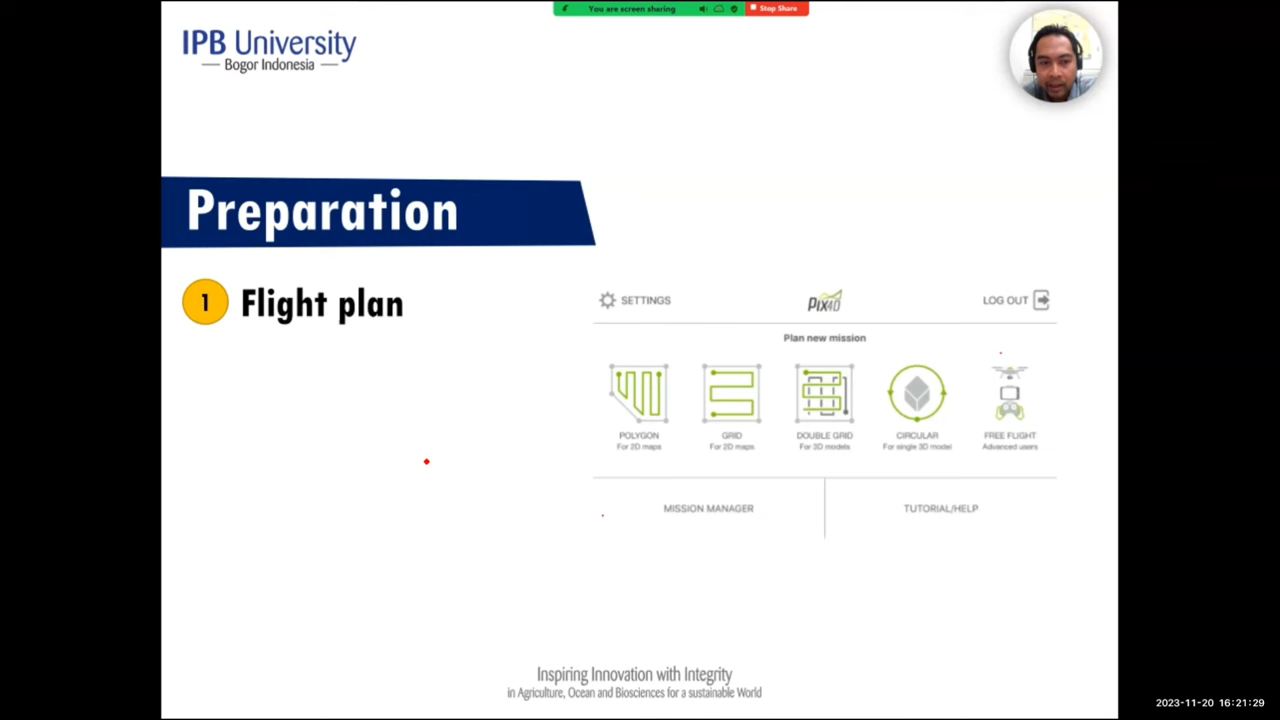 You are screen sharing
Stop Share
IPB University
Bogor Indonesia
Preparation
1 Flight plan
SETTINGS
PIX4D
LOG OUT
Plan new mission
POLYGON
For 2D maps
GRID
For 2D maps
DOUBLE GRID
For 3D models
CIRCULAR
For single 3D model
FREE FLIGHT
Advanced users
MISSION MANAGER
TUTORIAL/HELP
Inspiring Innovation with Integrity
in Agriculture, Ocean and Biosciences for a sustainable World
2023-11-20 16:21:29